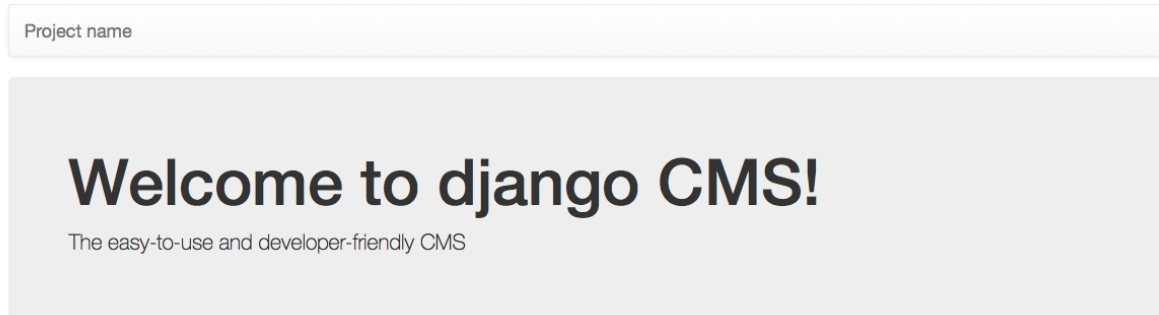 Project name
Welcome to django CMS!
The easy-to-use and developer-friendly CMS